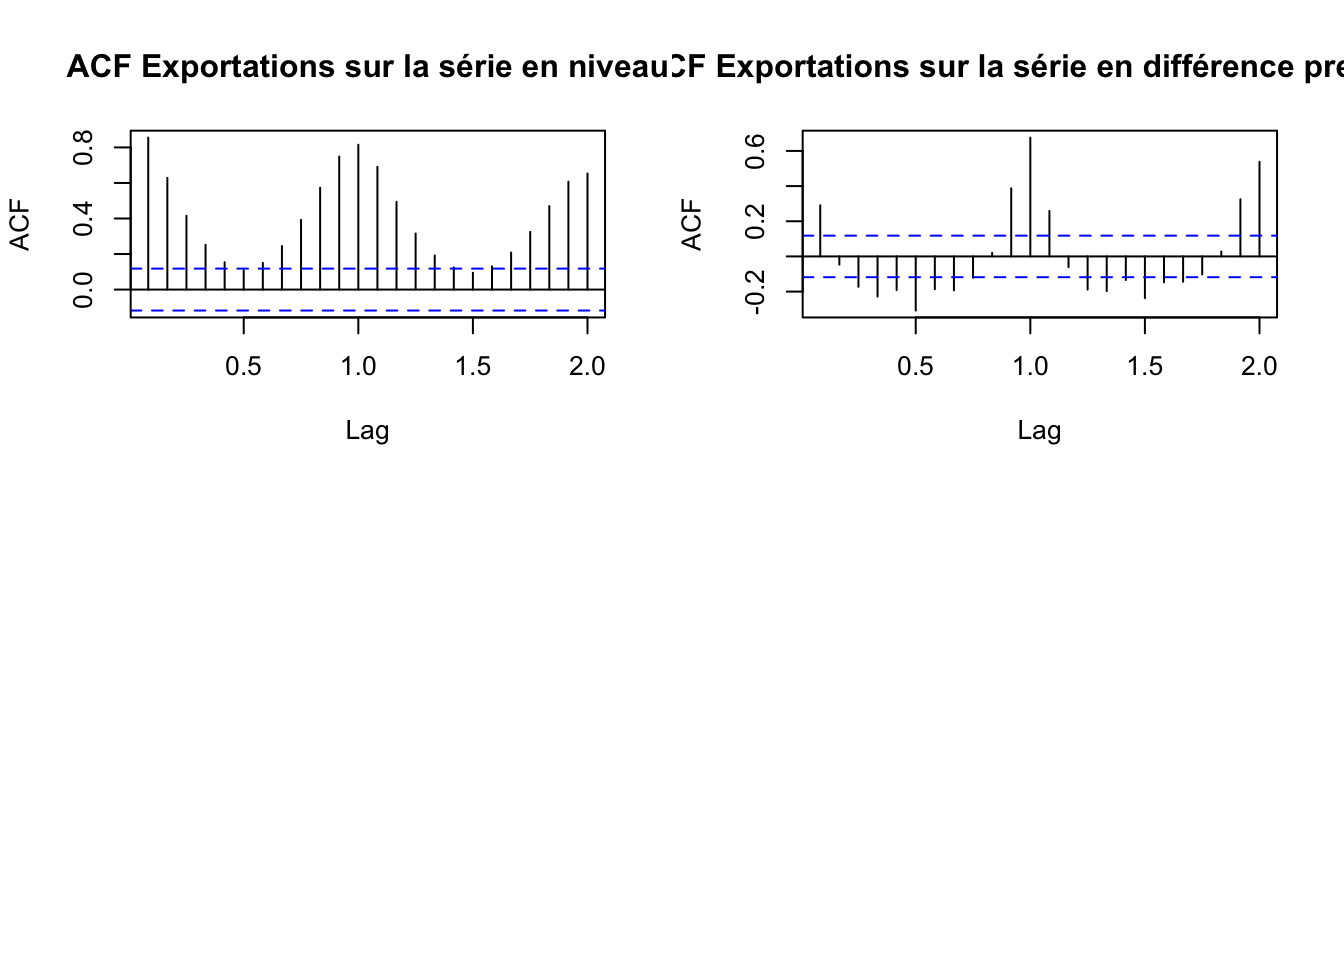 ACF Exportations sur la série en niveau
CF Exportations sur la série en différence pre
ACF
0.0 0.4 0.8
0.5 1.0 1.5 2.0
Lag
ACF
-0.2 0.2 0.6
0.5 1.0 1.5 2.0
Lag